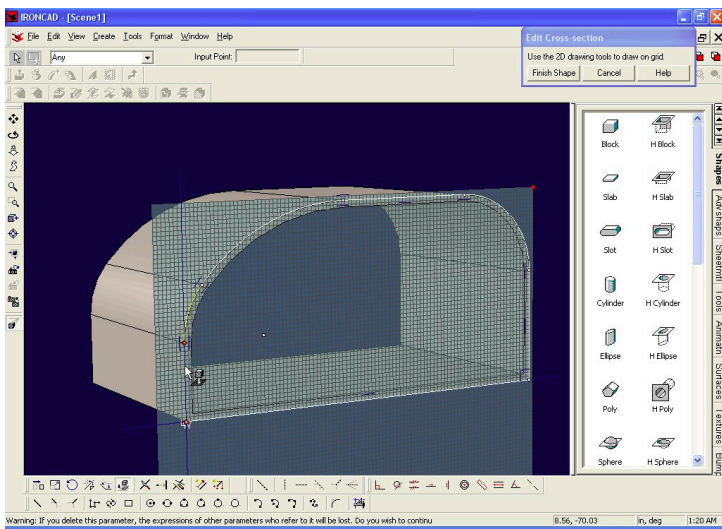 IRONCAD - [Scene1]
File Edit View Create Tools Format Window Help
Any
Input Point:
Edit Cross-section
Use the 2D drawing tools to draw on grid.
Finish Shape Cancel Help
Block H Block
Slab H Slab
Slot H Slot
Cylinder H Cylinder
Ellipse H Ellipse
Poly H Poly
Sphere H Sphere
Shapes
Adv shaps
Sheetmtl
Tools
Animatn
Surfaces
Textures
Bump
Warning: If you delete this parameter, the expressions of other parameters who refer to it will be lost. Do you wish to continu
8.56, -70.03
in, deg
1:20 AM